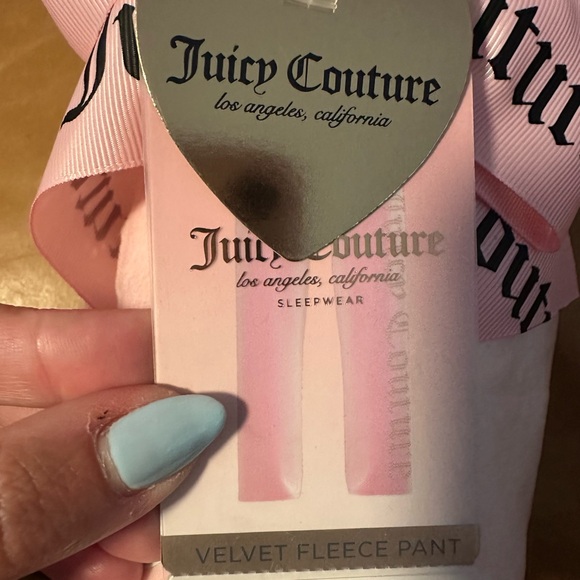 Juicy Couture
los angeles, california
Juicy Couture
los angeles, california
SLEEPWEAR
VELVET FLEECE PANT